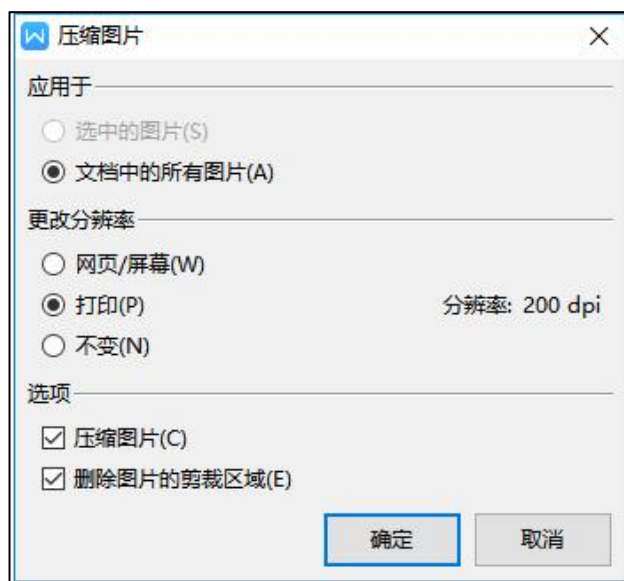 压缩图片
应用于
选中的图片(S)
文档中的所有图片(A)
更改分辨率
网页/屏幕(W)
打印(P) 分辨率: 200 dpi
不变(N)
选项
压缩图片(C)
删除图片的剪裁区域(E)
确定 取消